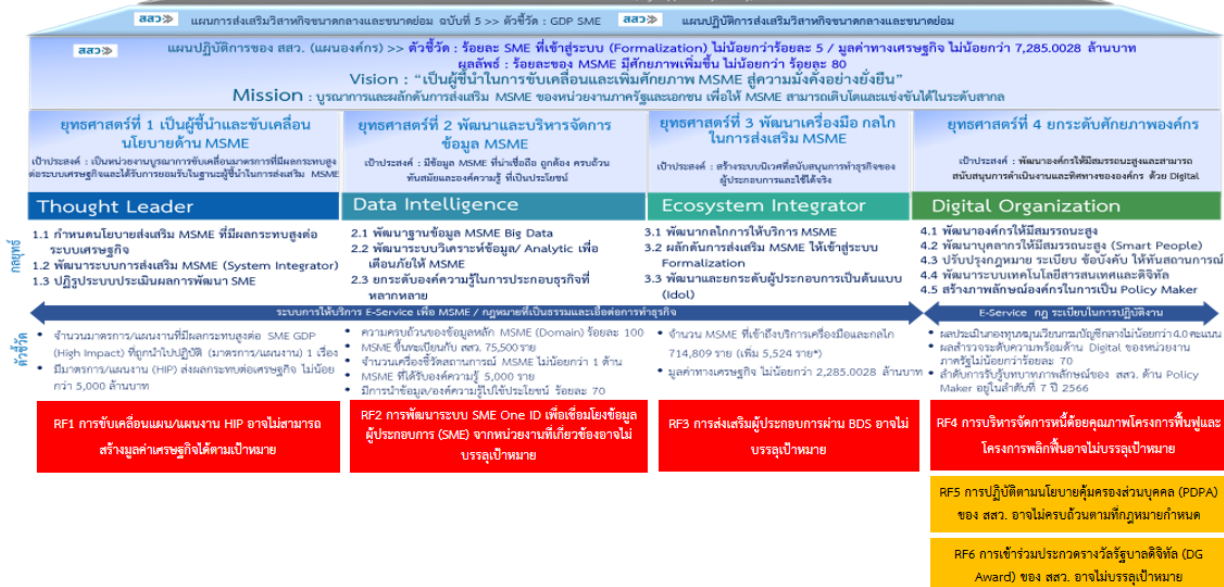 สสว แผนการส่งเสริมวิสาหกิจขนาดกลางและขนาดย่อม ฉบับที่ 5 >> ตัวชี้วัด : GDP SME สสว แผนปฏิบัติการส่งเสริมวิสาหกิจขนาดกลางและขนาดย่อม
สสว แผนปฏิบัติการของ สสว. (แผนองค์กร) >> ตัวชี้วัด : ร้อยละ SME ที่เข้าสู่ระบบ (Formalization) ไม่น้อยกว่าร้อยละ 5 / มูลค่าทางเศรษฐกิจ ไม่น้อยกว่า 7,285.0028 ล้านบาท
ผลลัพธ์ : ร้อยละของ MSME มีศักยภาพเพิ่มขึ้น ไม่น้อยกว่า ร้อยละ 80
Vision : “เป็นผู้ชี้นำในการขับเคลื่อนและเพิ่มศักยภาพ MSME สู่ความมั่งคั่งอย่างยั่งยืน”
Mission : บูรณาการและผลักดันการส่งเสริม MSME ของหน่วยงานภาครัฐและเอกชน เพื่อให้ MSME สามารถเติบโตและแข่งขันได้ในระดับสากล
ยุทธศาสตร์ที่ 1 เป็นผู้ชี้นำและขับเคลื่อน
นโยบายด้าน MSME
เป้าประสงค์ : เป็นหน่วยงานบูรณาการขับเคลื่อนมาตรการที่มีผลกระทบสูง
ต่อระบบเศรษฐกิจและได้รับการยอมรับในฐานะผู้ชี้นำในการส่งเสริม MSME
Thought Leader
กลยุทธ์
1.1 กำหนดนโยบายส่งเสริม MSME ที่มีผลกระทบสูงต่อ
ระบบเศรษฐกิจ
1.2 พัฒนาระบบการส่งเสริม MSME (System Integrator)
1.3 ปฏิรูประบบประเมินผลการพัฒนา SME
ยุทธศาสตร์ที่ 2 พัฒนาและบริหารจัดการ
ข้อมูล MSME
เป้าประสงค์ : มีข้อมูล MSME ที่น่าเชื่อถือ ถูกต้อง ครบถ้วน
ทันสมัยและองค์ความรู้ ที่เป็นประโยชน์
Data Intelligence
2.1 พัฒนาฐานข้อมูล MSME Big Data
2.2 พัฒนาระบบวิเคราะห์ข้อมูล/ Analytic เพื่อ
เตือนภัยให้ MSME
2.3 ยกระดับองค์ความรู้ในการประกอบธุรกิจที่
หลากหลาย
ยุทธศาสตร์ที่ 3 พัฒนาเครื่องมือ กลไก
ในการส่งเสริม MSME
เป้าประสงค์ : สร้างระบบนิเวศที่สนับสนุนการทำธุรกิจของ
ผู้ประกอบการและใช้ได้จริง
Ecosystem Integrator
3.1 พัฒนากลไกการให้บริการ MSME
3.2 ผลักดันการส่งเสริม MSME ให้เข้าสู่ระบบ
Formalization
3.3 พัฒนาและยกระดับผู้ประกอบการเป็นต้นแบบ
(Idol)
ยุทธศาสตร์ที่ 4 ยกระดับศักยภาพองค์กร
เป้าประสงค์ : พัฒนาองค์กรให้มีสมรรถนะสูงและสามารถ
สนับสนุนการดำเนินงานและทิศทางขององค์กร ด้วย Digital
Digital Organization
4.1 พัฒนาองค์กรให้มีสมรรถนะสูง
4.2 พัฒนาบุคลากรให้มีสมรรถนะสูง (Smart People)
4.3 ปรับปรุงกฎหมาย ระเบียบ ข้อบังคับ ให้ทันสถานการณ์
4.4 พัฒนาระบบเทคโนโลยีสารสนเทศและดิจิทัล
4.5 สร้างภาพลักษณ์องค์กรในการเป็น Policy Maker
ระบบการให้บริการ E-Service เพื่อ MSME / กฎหมายที่เป็นธรรมและเอื้อต่อการทำธุรกิจ
E-Service กฎ ระเบียบในการปฏิบัติงาน
ตัวชี้วัด
• จำนวนมาตรการ/แผนงานที่มีผลกระทบสูงต่อ SME GDP
(High Impact) ที่ถูกนำไปปฏิบัติ (มาตรการ/แผนงาน) 1 เรื่อง
• มีมาตรการ/แผนงาน (HIP) ส่งผลกระทบต่อเศรษฐกิจ ไม่น้อย
กว่า 5,000 ล้านบาท
• ความครบถ้วนของข้อมูลหลัก MSME (Domain) ร้อยละ 100
MSME ขึ้นทะเบียนกับ สสว. 75,500 ราย
• จำนวนเครื่องชี้วัดสถานการณ์ MSME ไม่น้อยกว่า 1 ด้าน
MSME ที่ได้รับองค์ความรู้ 5,000 ราย
• มีการนำข้อมูล/องค์ความรู้ไปใช้ประโยชน์ ร้อยละ 70
• จำนวน MSME ที่เข้าถึงบริการเครื่องมือและกลไก
714,809 ราย (เพิ่ม 5,524 ราย*)
• มูลค่าทางเศรษฐกิจ ไม่น้อยกว่า 2,285.0028 ล้านบาท
• ผลประเมินกองทุนหมุนเวียนกรมบัญชีกลางไม่น้อยกว่า 4.0 คะแนน
• ผลสำรวจระดับความพร้อมด้าน Digital ของหน่วยงาน
ภาครัฐไม่น้อยกว่าร้อยละ 70
• ลำดับการรับรู้บทบาทภาพลักษณ์ของ สสว. ด้าน Policy
Maker อยู่ในลำดับที่ 7 ปี 2566
RF1 การขับเคลื่อนแผน/แผนงาน HIP อาจไม่สามารถ
สร้างมูลค่าเศรษฐกิจได้ตามเป้าหมาย
RF2 การพัฒนาระบบ SME One ID เพื่อเชื่อมโยงข้อมูล
ผู้ประกอบการ (SME) จากหน่วยงานที่เกี่ยวข้องอาจไม่
บรรลุเป้าหมาย
RF3 การส่งเสริมผู้ประกอบการผ่าน BDS อาจไม่
บรรลุเป้าหมาย
RF4 การบริหารจัดการหนี้ด้อยคุณภาพโครงการฟื้นฟูและ
โครงการพลิกฟื้นอาจไม่บรรลุเป้าหมาย
RF5 การปฏิบัติตามนโยบายคุ้มครองส่วนบุคคล (PDPA)
ของ สสว. อาจไม่ครบถ้วนตามที่กฎหมายกำหนด
RF6 การเข้าร่วมประกวดรางวัลรัฐบาลดิจิทัล (DG
Award) ของ สสว. อาจไม่บรรลุเป้าหมาย